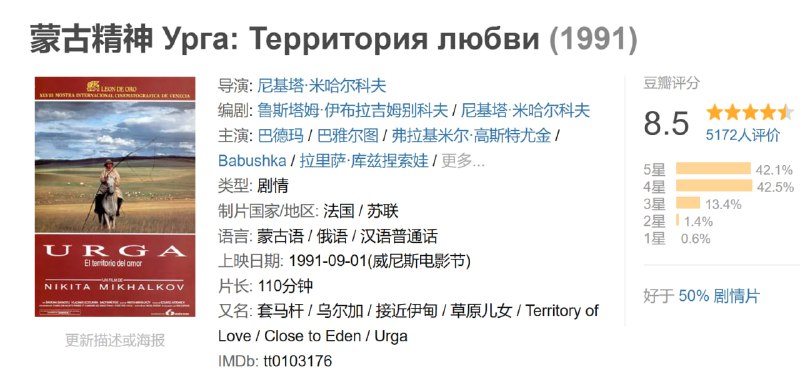 蒙古精神 Урга: Территория любви (1991)
LEON DE ORO
XLVIII MOSTRA INTERNACIONAL CINEMATOGRAFICA DE VENECIA
URGA
El territorio del amor
UN FILM DE
NIKITA MIKHALKOV
更新描述或海报
导演: 尼基塔·米哈尔科夫
编剧: 鲁斯塔姆·伊布拉吉姆别科夫 / 尼基塔·米哈尔科夫
主演: 巴德玛 / 巴雅尔图 / 弗拉基米尔·高斯特尤金 /
Babushka / 拉里萨·库兹捏索娃 / 更多...
类型: 剧情
制片国家/地区: 法国 / 苏联
语言: 蒙古语 / 俄语 / 汉语普通话
上映日期: 1991-09-01(威尼斯电影节)
片长: 110分钟
又名: 套马杆 / 乌尔加 / 接近伊甸 / 草原儿女 / Territory of
Love / Close to Eden / Urga
IMDb: tt0103176
豆瓣评分
8.5
5172人评价
5星 42.1%
4星 42.5%
3星 13.4%
2星 1.4%
1星 0.6%
好于 50% 剧情片